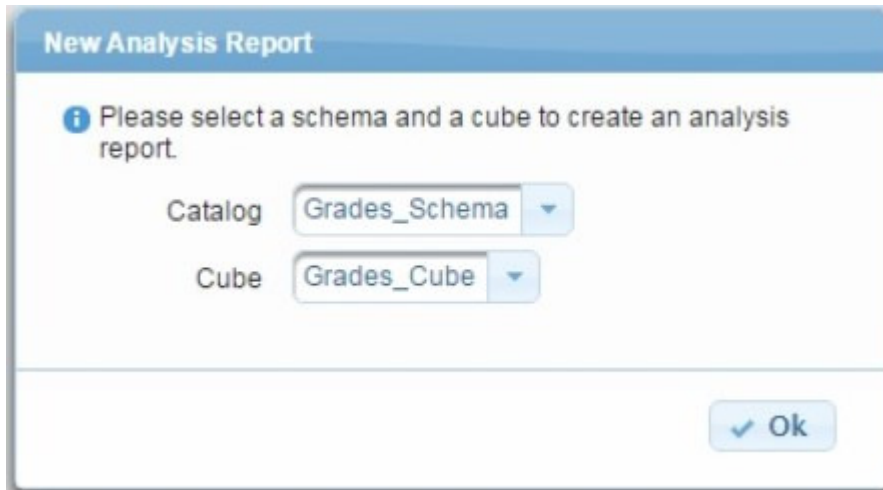 New Analysis Report
Please select a schema and a cube to create an analysis
report.
Catalog Grades_Schema
Cube Grades_Cube
Ok